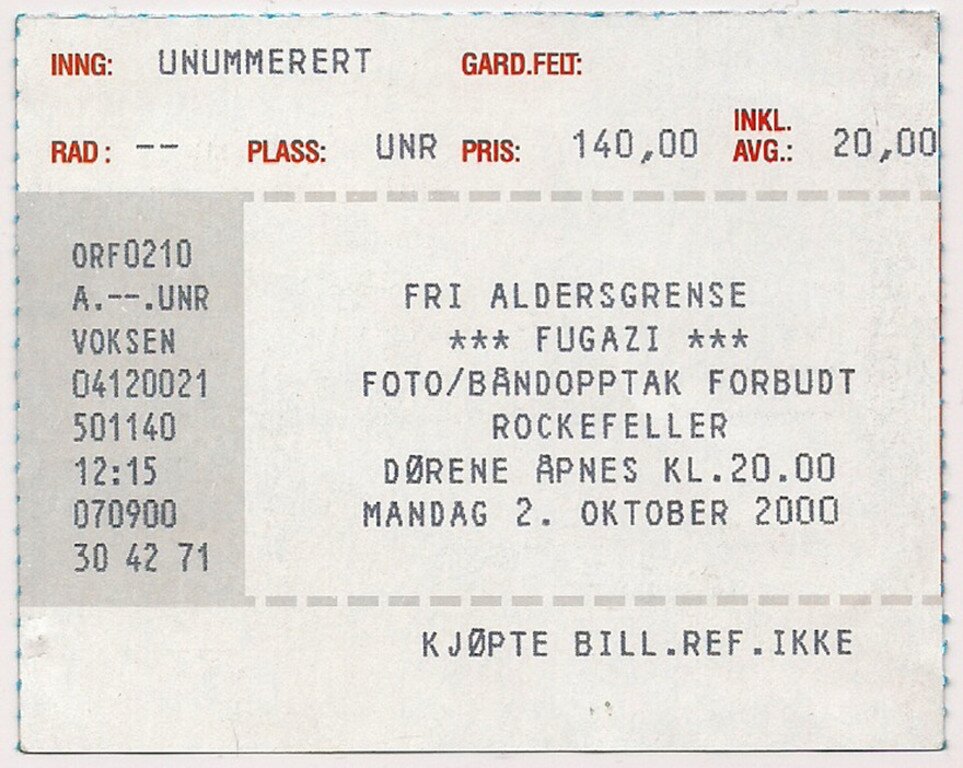 INNG: UNUMMERERT GARD.FELT:
RAD: -- PLASS: UNR PRIS: 140,00 INKL. AVG.: 20,00
ORF0210
A.--.UNR
VOKSEN
04120021
501140
12:15
070900
30 42 71
FRI ALDERSGRENSE
*** FUGAZI ***
FOTO/BÅNDOPPTAK FORBUDT
ROCKEFELLER
DØRENE ÅPNES KL.20.00
MANDAG 2. OKTOBER 2000
KJØPTE BILL.REF.IKKE